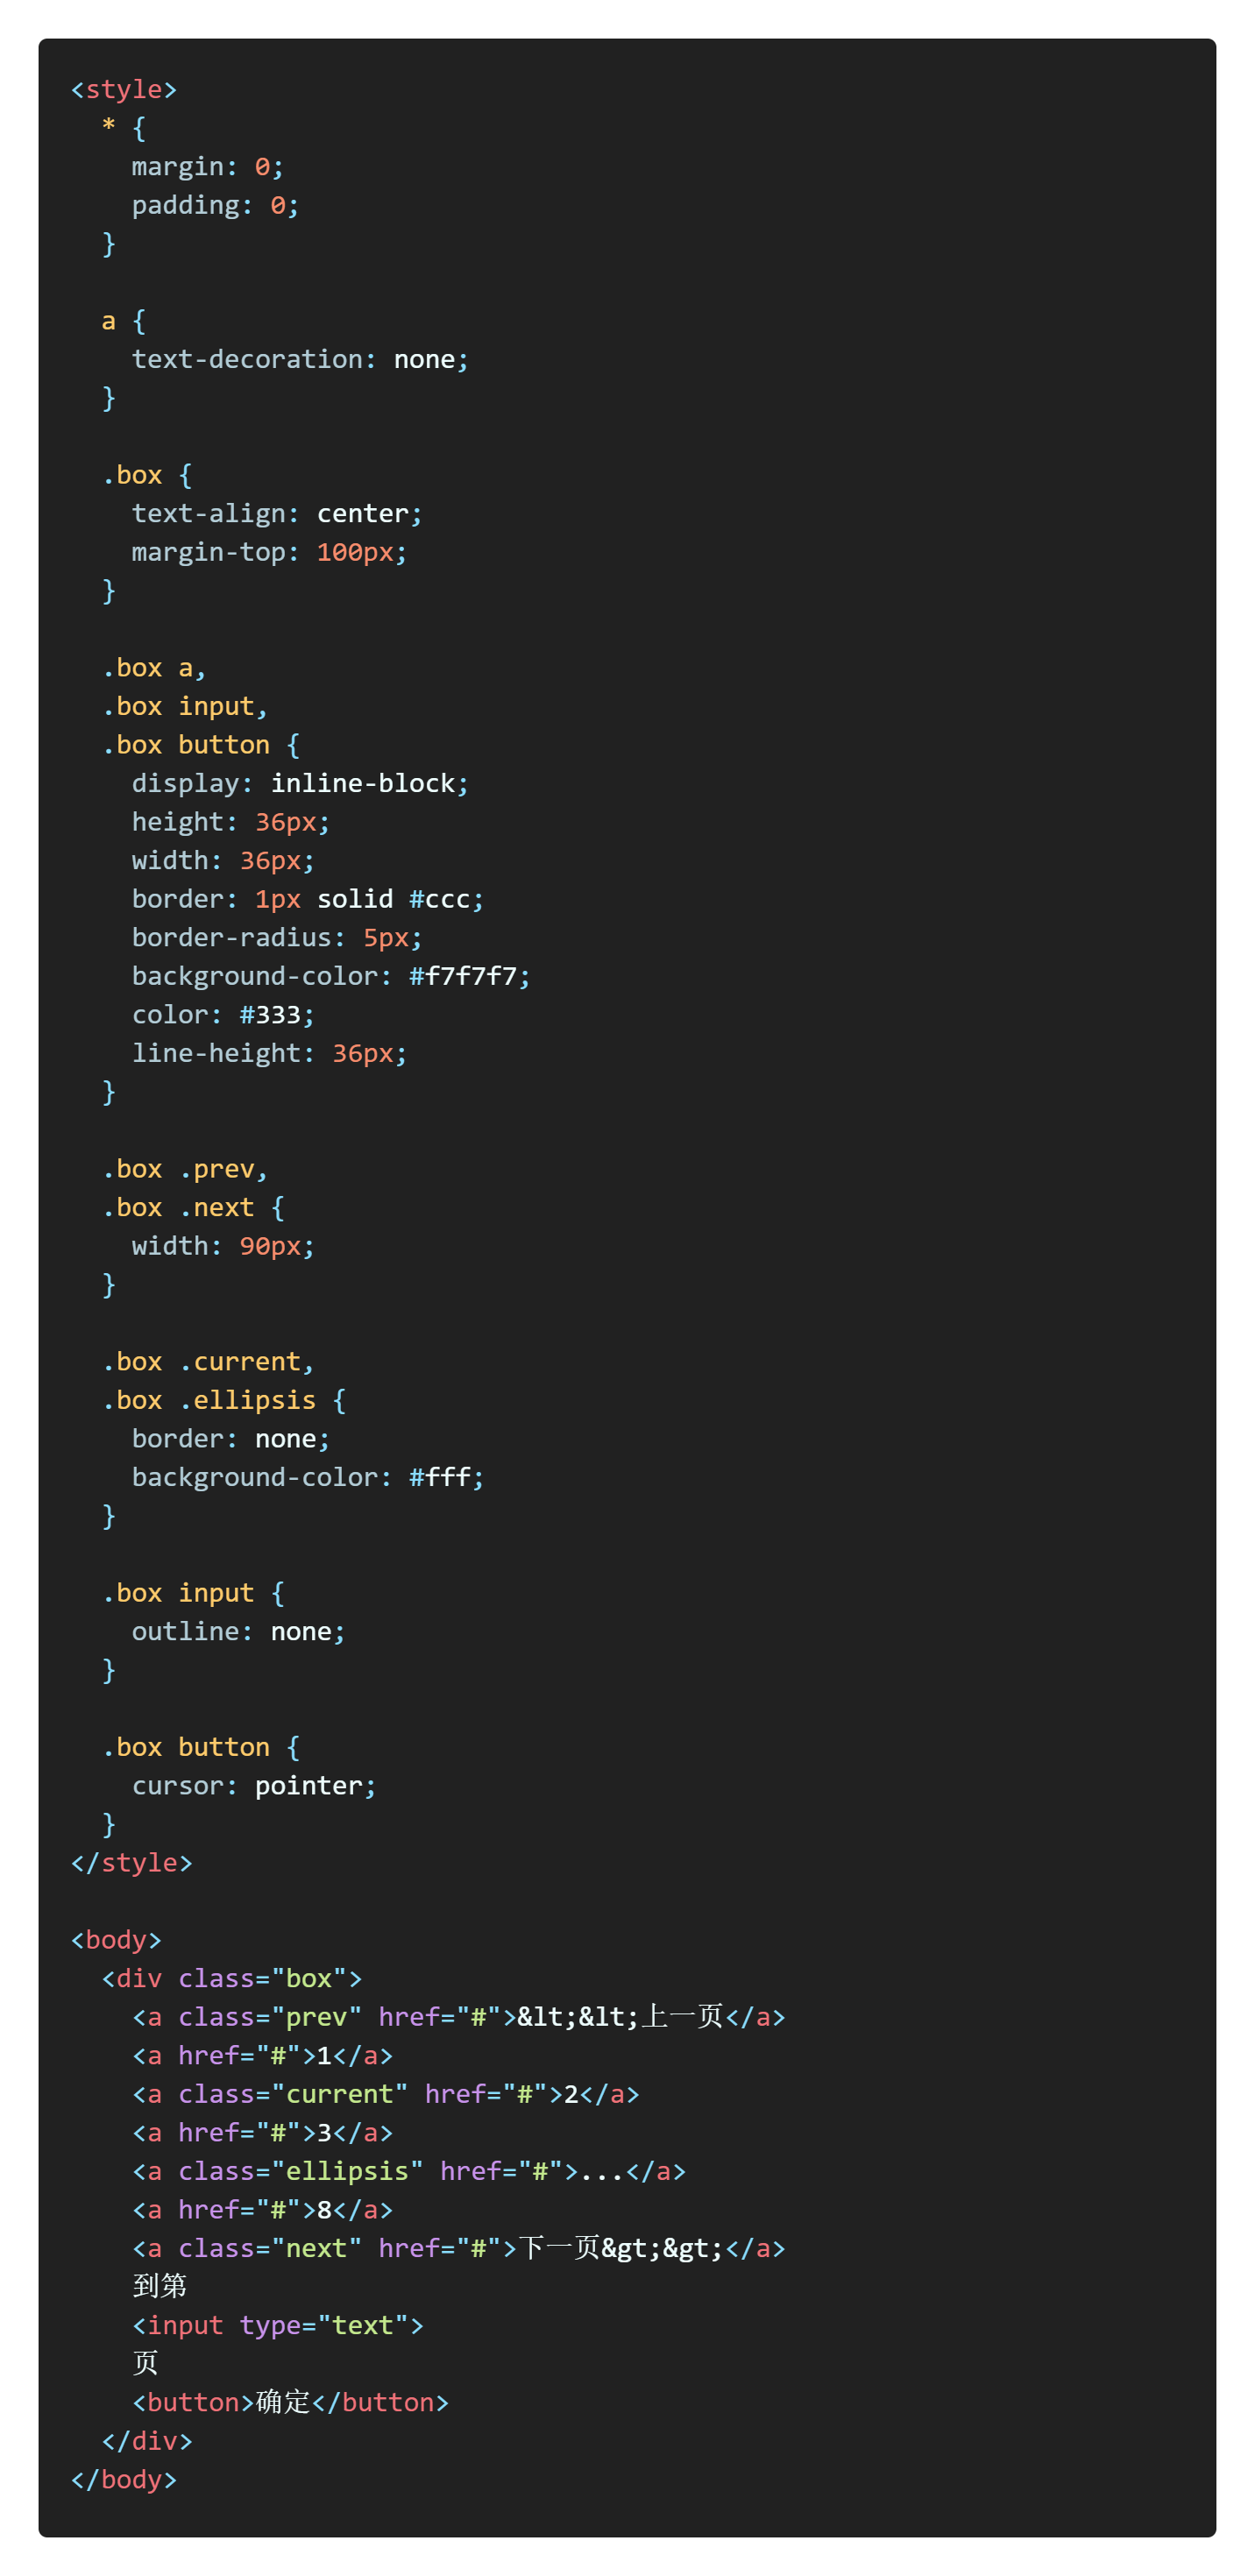 <style>
  * {
    margin: 0;
    padding: 0;
  }

  a {
    text-decoration: none;
  }

  .box {
    text-align: center;
    margin-top: 100px;
  }

  .box a,
  .box input,
  .box button {
    display: inline-block;
    height: 36px;
    width: 36px;
    border: 1px solid #ccc;
    border-radius: 5px;
    background-color: #f7f7f7;
    color: #333;
    line-height: 36px;
  }

  .box .prev,
  .box .next {
    width: 90px;
  }

  .box .current,
  .box .ellipsis {
    border: none;
    background-color: #fff;
  }

  .box input {
    outline: none;
  }

  .box button {
    cursor: pointer;
  }
</style>

<body>
  <div class="box">
    <a class="prev" href="#">&lt;&lt;上一页</a>
    <a href="#">1</a>
    <a class="current" href="#">2</a>
    <a href="#">3</a>
    <a class="ellipsis" href="#">...</a>
    <a href="#">8</a>
    <a class="next" href="#">下一页&gt;&gt;</a>
    到第
    <input type="text">
    页
    <button>确定</button>
  </div>
</body>